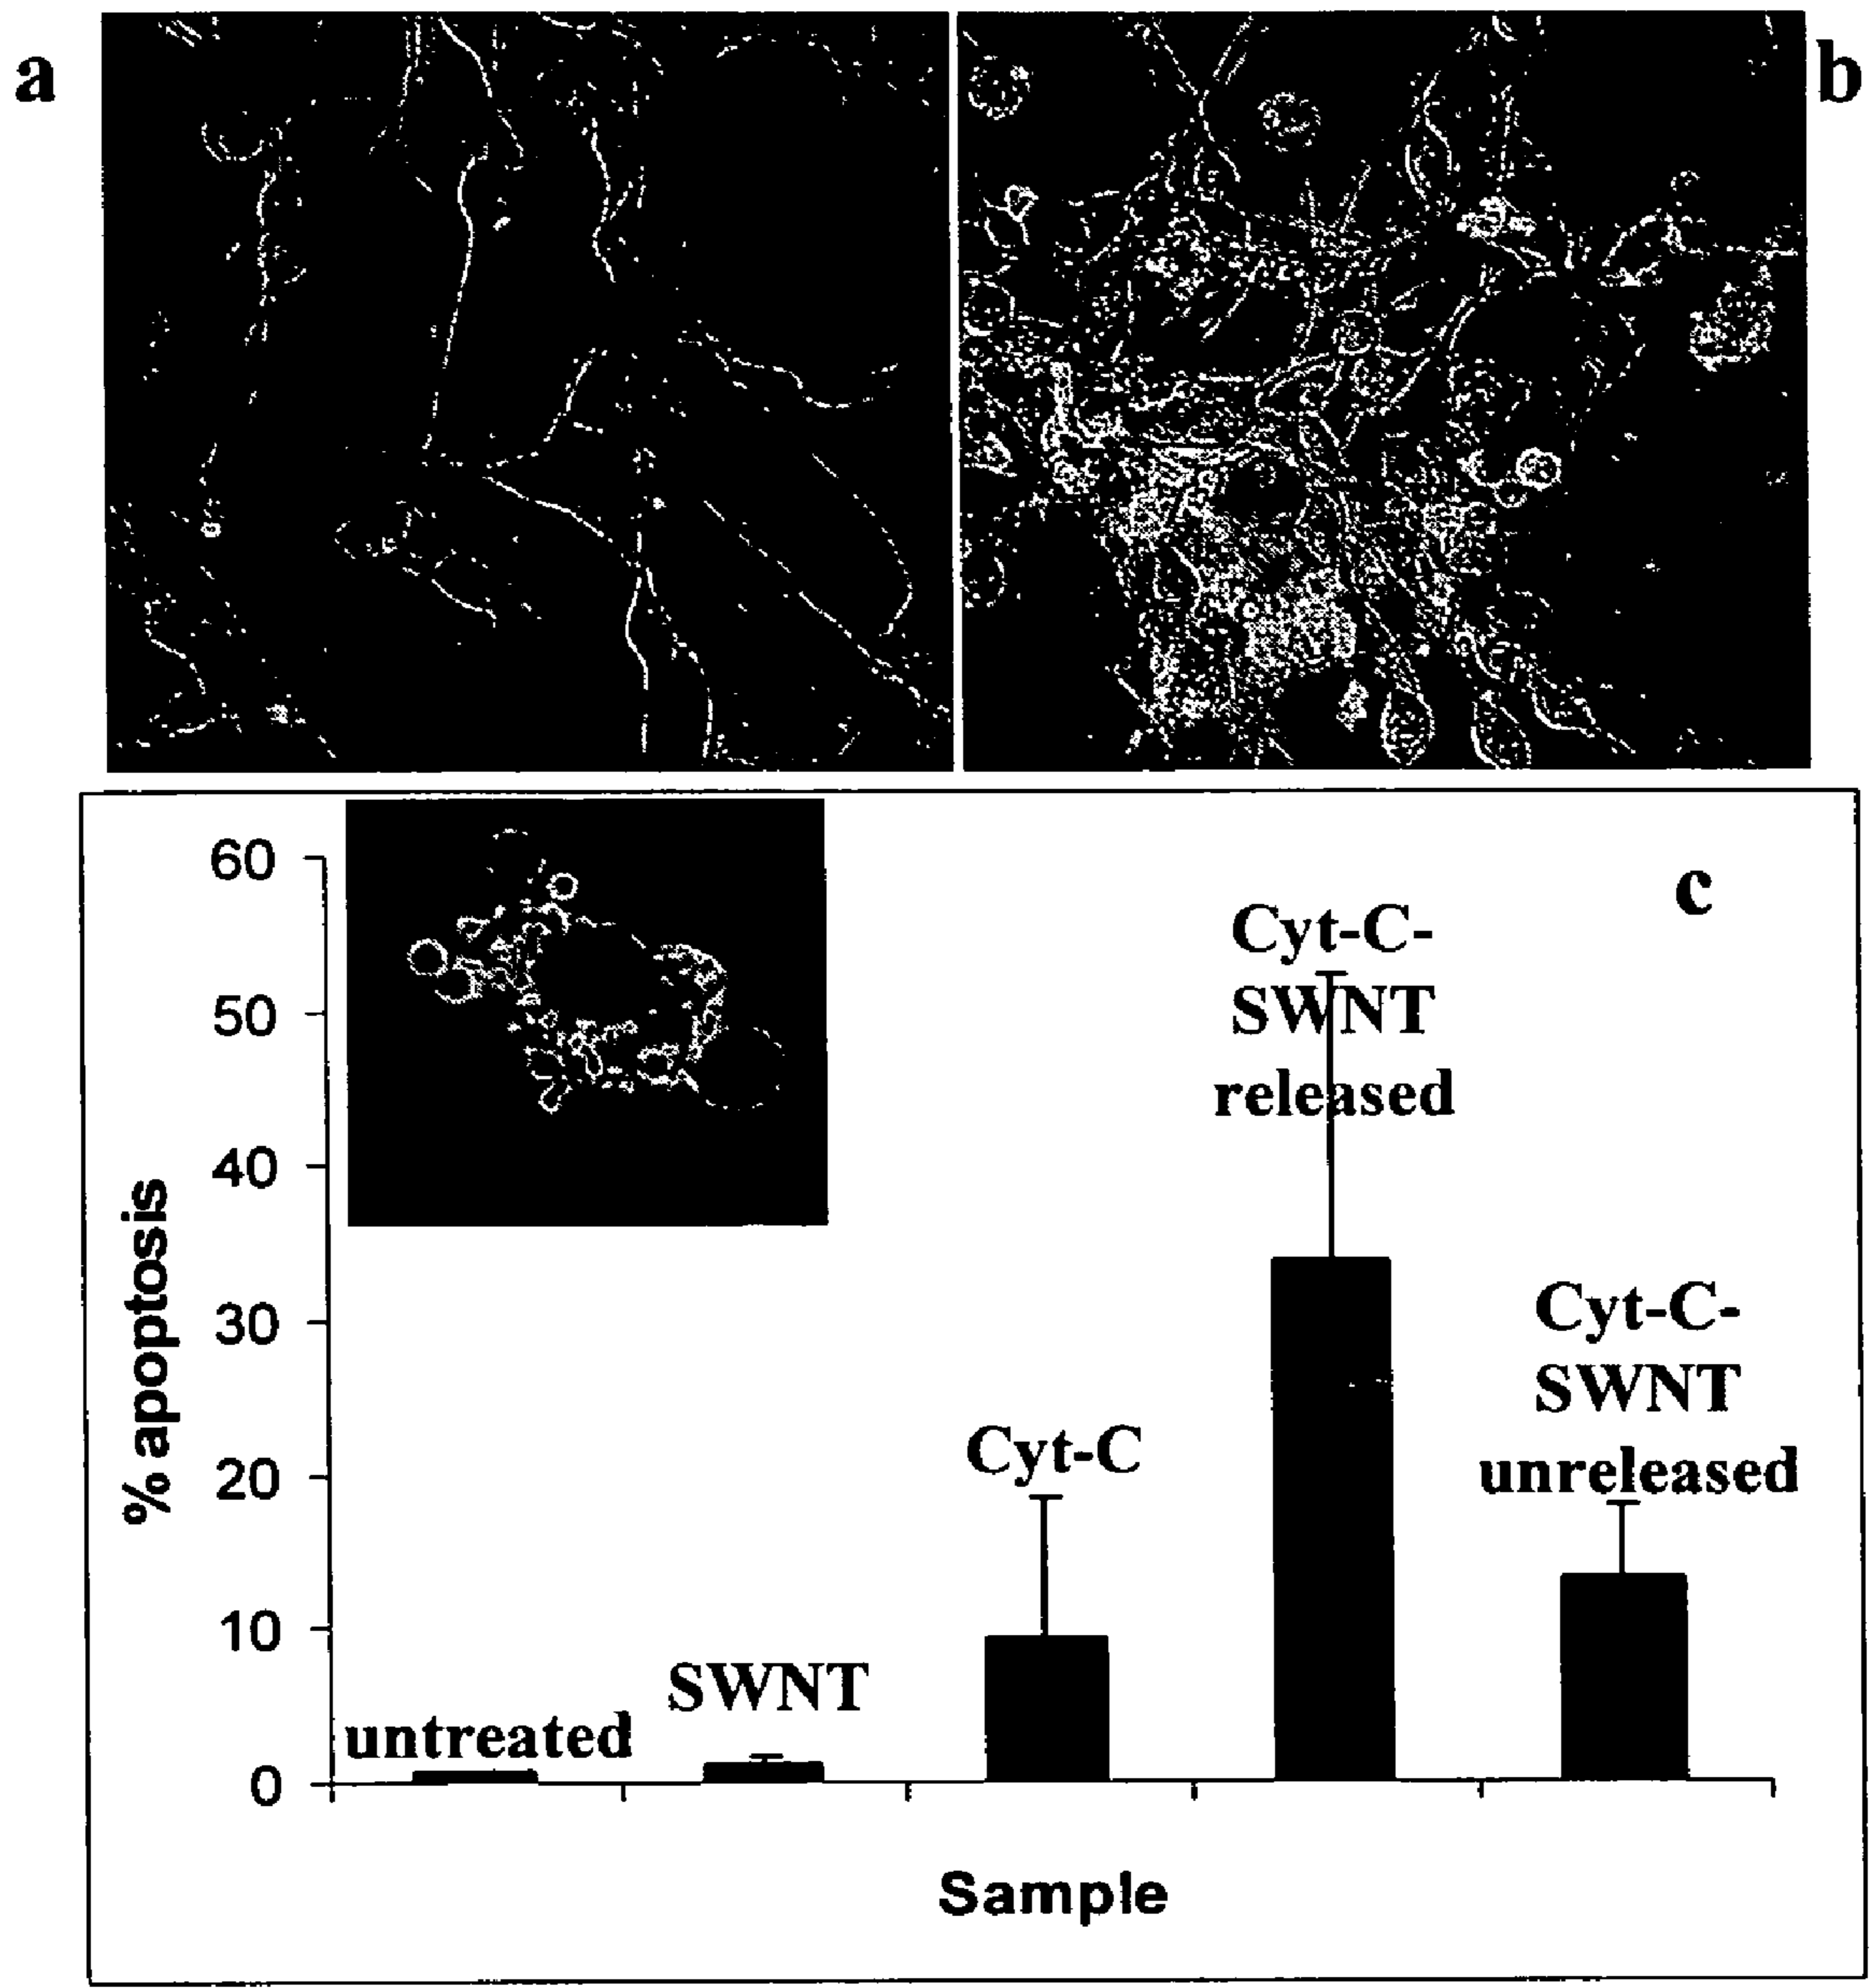 a
b
c
60
50
40
30
20
10
0
% apoptosis
untreated
SWNT
Cyt-C
Cyt-C-
SWNT
released
Cyt-C-
SWNT
unreleased
Sample